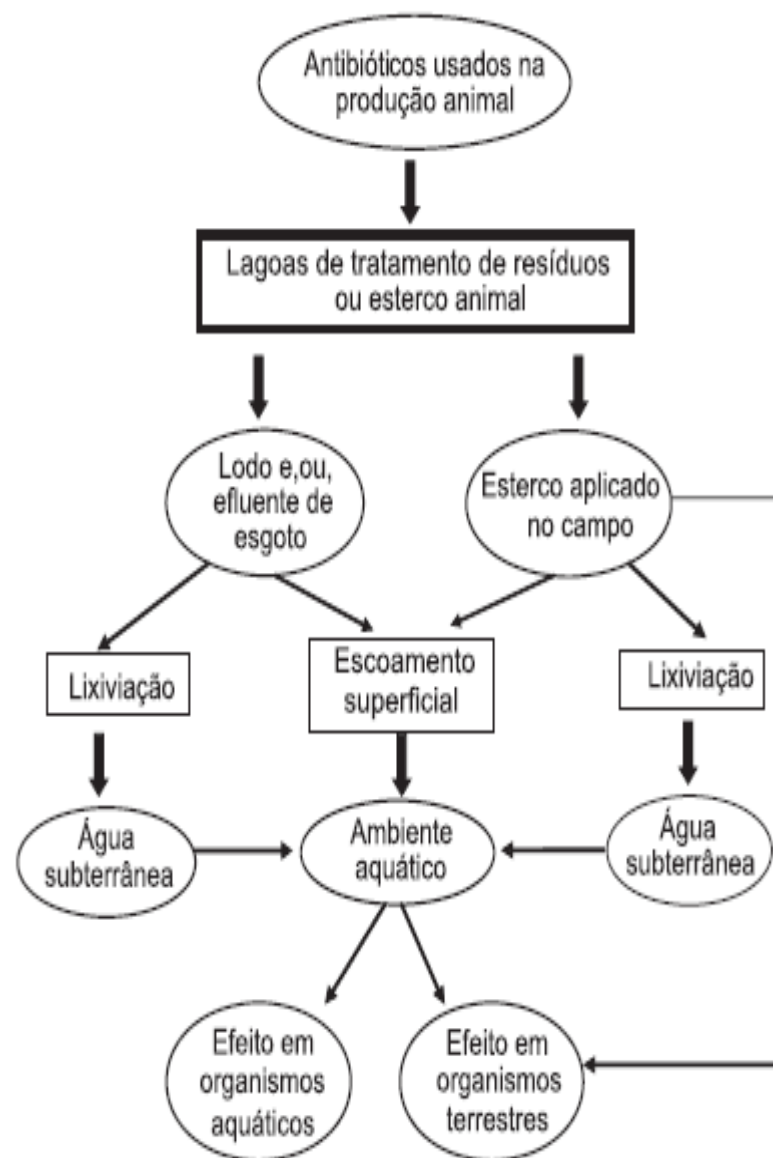 Antibióticos usados na
produção animal
Lagoas de tratamento de resíduos
ou esterco animal
Lodo e,ou,
efluente de
esgoto
Esterco aplicado
no campo
Lixiviação
Escoamento
superficial
Lixiviação
Água
subterrânea
Ambiente
aquático
Água
subterrânea
Efeito em
organismos
aquáticos
Efeito em
organismos
terrestres